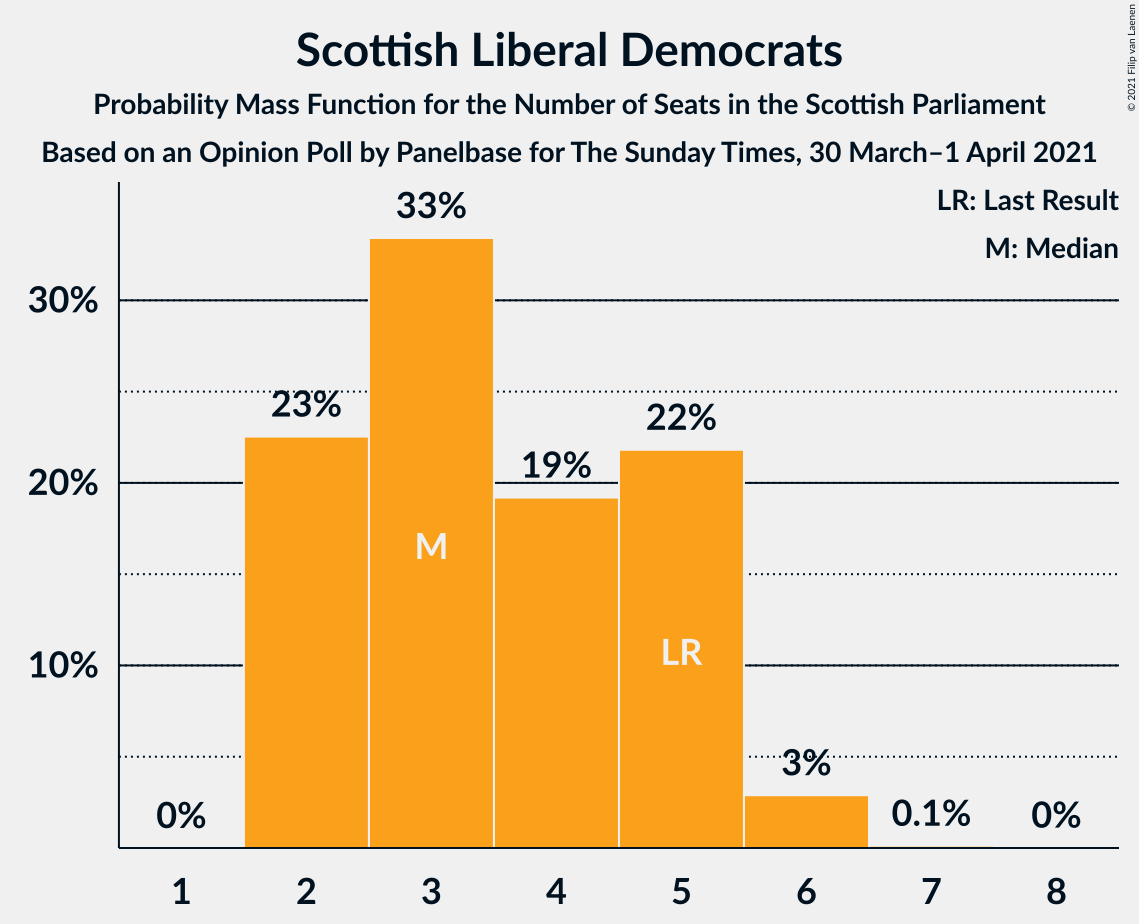 Scottish Liberal Democrats
Probability Mass Function for the Number of Seats in the Scottish Parliament
Based on an Opinion Poll by Panelbase for The Sunday Times, 30 March–1 April 2021
© 2021 Filip van Laenen
LR: Last Result
M: Median
33%
30%
23%
22%
19%
20%
M
LR
10%
3%
0%
0.1%
0%
1 2 3 4 5 6 7 8